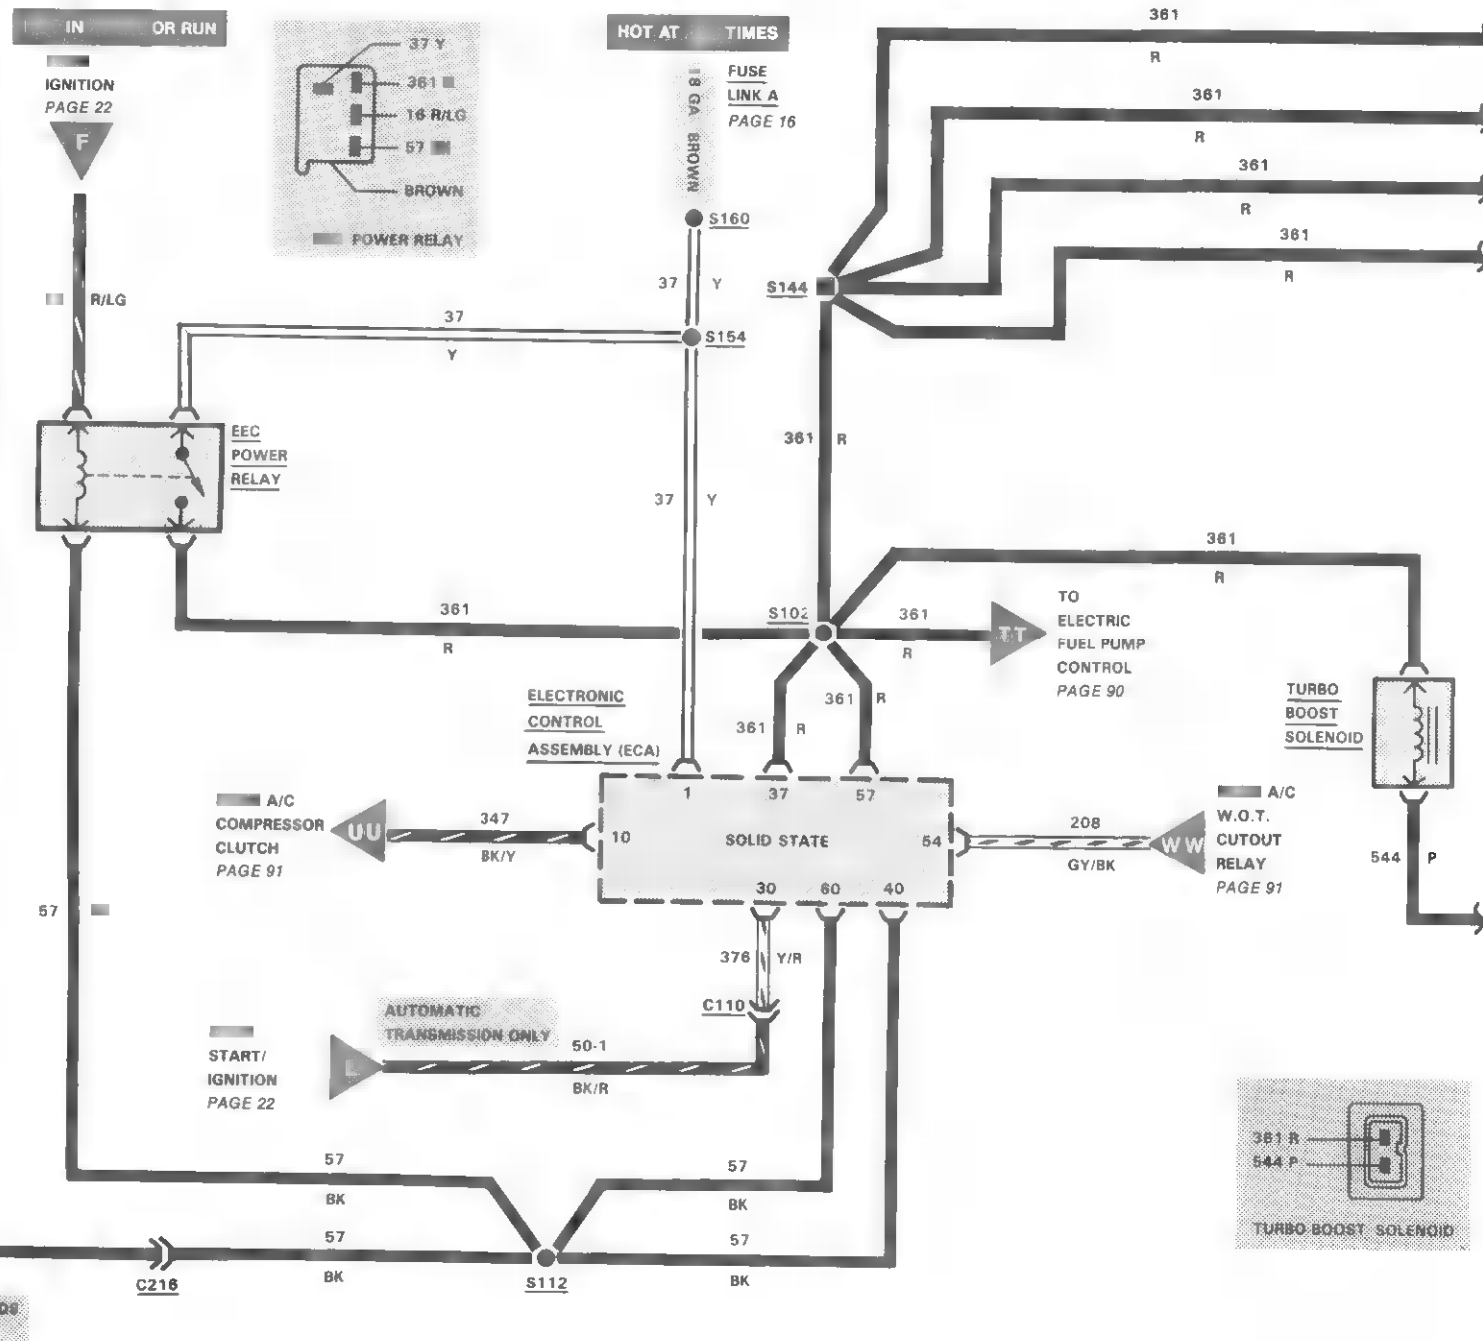 IN OR RUN
IGNITION
PAGE 22
F
R/LG
37 Y
361
16 R/LG
57
BROWN
POWER RELAY
HOT AT TIMES
18 GA BROWN
FUSE
LINK A
PAGE 16
S160
37 Y
S154
37
Y
37 Y
EEC
POWER
RELAY
361
R
361
R
361
R
361
R
S144
361 R
361
R
S102
361
R
TT
TO
ELECTRIC
FUEL PUMP
CONTROL
PAGE 90
361
R
361 R
361 R
ELECTRONIC
CONTROL
ASSEMBLY (ECA)
1 37 57
10 SOLID STATE 54
30 60 40
TURBO
BOOST
SOLENOID
544 P
A/C
COMPRESSOR
CLUTCH
PAGE 91
UU
347
BK/Y
208
GY/BK
WW
A/C
W.O.T.
CUTOUT
RELAY
PAGE 91
57
376 Y/R
C110
AUTOMATIC
TRANSMISSION ONLY
START/
IGNITION
PAGE 22
L
50-1
BK/R
57
BK
57
BK
57
BK
57
BK
C216
S112
361 R
544 P
TURBO BOOST SOLENOID